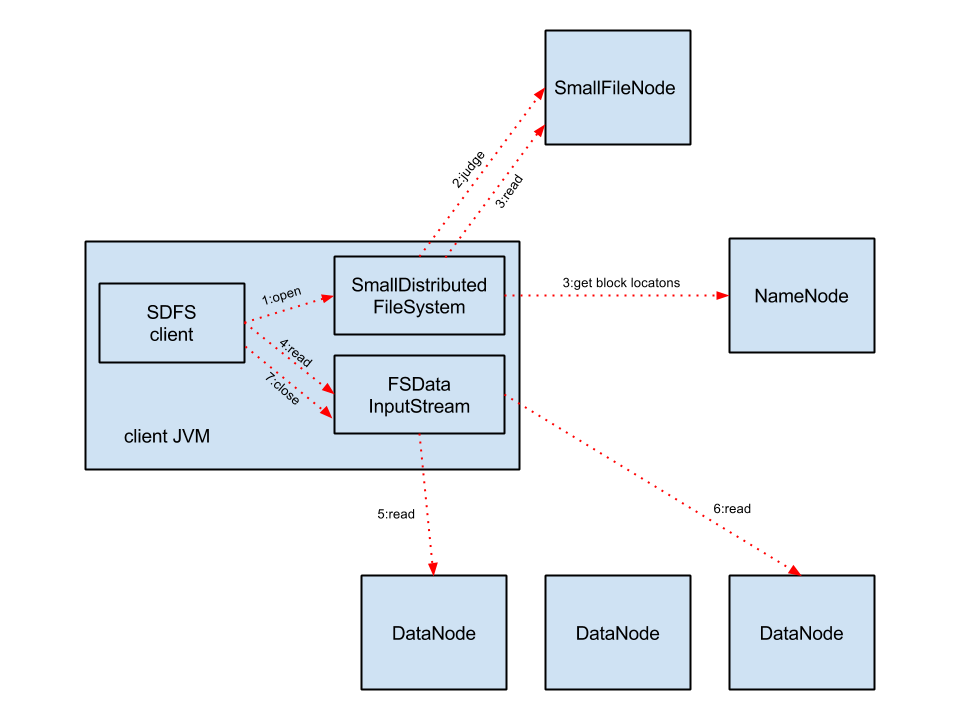 SmallFileNode
2:judge
3:read
SmallDistributed
FileSystem
1:open
SDFS
client
3:get block locatons
NameNode
4:read
7:close
FSData
InputStream
client JVM
5:read
6:read
DataNode
DataNode
DataNode